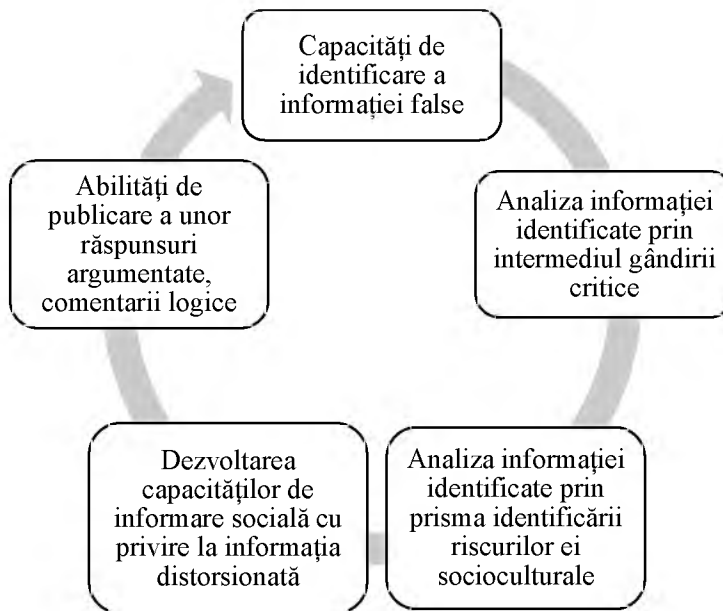 Capacități de
identificare a
informației false
Analiza informației
identificate prin
intermediul gândirii
critice
Analiza informației
identificate prin
prisma identificării
riscurilor ei
socioculturale
Dezvoltarea
capacităților de
informare socială cu
privire la informația
distorsionată
Abilități de
publicare a unor
răspunsuri
argumentate,
comentarii logice